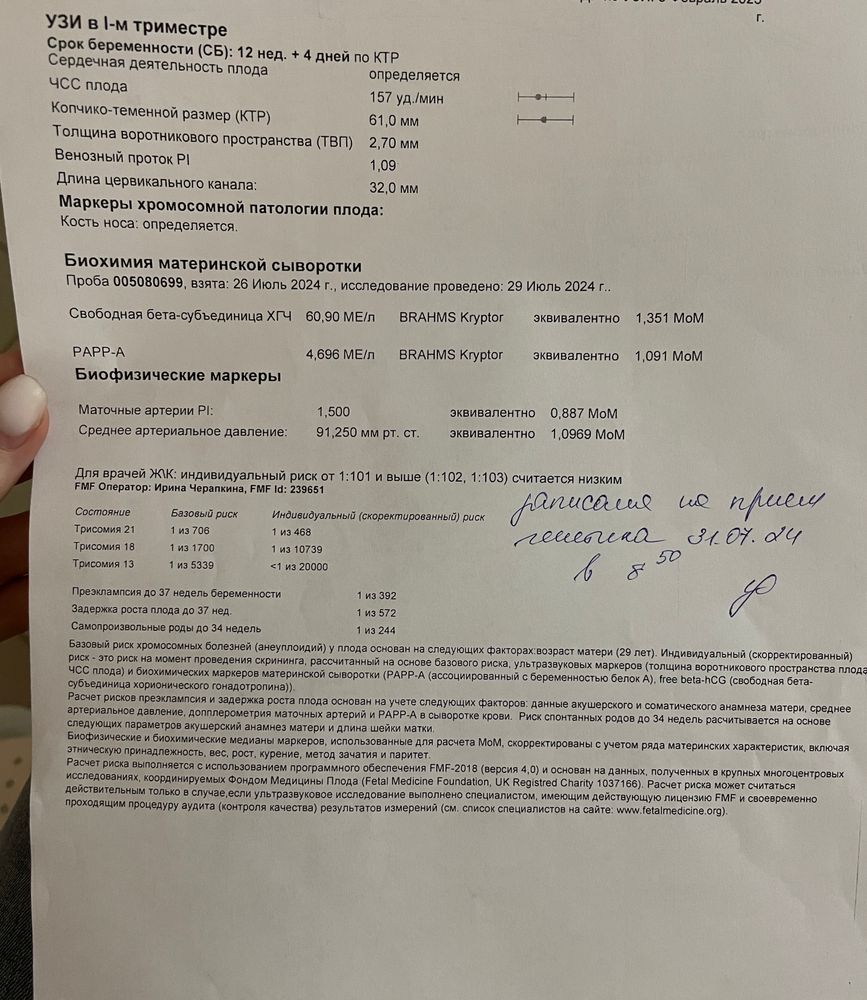 г.
УЗИ в I-м триместре
Срок беременности (СБ): 12 нед. + 4 дней по КТР
Сердечная деятельность плода определяется
ЧСС плода 157 уд./мин
Копчико-теменной размер (КТР) 61,0 мм
Толщина воротникового пространства (ТВП) 2,70 мм
Венозный проток PI 1,09
Длина цервикального канала: 32,0 мм
Маркеры хромосомной патологии плода:
Кость носа: определяется.
Биохимия материнской сыворотки
Проба 005080699, взята: 26 Июль 2024 г., исследование проведено: 29 Июль 2024 г..
Свободная бета-субъединица ХГЧ 60,90 МЕ/л BRAHMS Kryptor эквивалентно 1,351 МоМ
PAPP-A 4,696 МЕ/л BRAHMS Kryptor эквивалентно 1,091 МоМ
Биофизические маркеры
Маточные артерии PI: 1,500 эквивалентно 0,887 МоМ
Среднее артериальное давление: 91,250 мм рт. ст. эквивалентно 1,0969 МоМ
Для врачей Ж\К: индивидуальный риск от 1:101 и выше (1:102, 1:103) считается низким
FMF Оператор: Ирина Черапкина, FMF Id: 239651
Состояние Базовый риск Индивидуальный (скоректированный) риск
Трисомия 21 1 из 706 1 из 468
Трисомия 18 1 из 1700 1 из 10739
Трисомия 13 1 из 5339 <1 из 20000
записана на прием
генетика 31.07.24
в 8 50
Преэклампсия до 37 недель беременности 1 из 392
Задержка роста плода до 37 нед. 1 из 572
Самопроизвольные роды до 34 недель 1 из 244
Базовый риск хромосомных болезней (анеуплоидий) у плода основан на следующих факторах:возраст матери (29 лет). Индивидуальный (скорректированный)
риск - это риск на момент проведения скрининга, рассчитанный на основе базового риска, ультразвуковых маркеров (толщина воротникового пространства плода,
ЧСС плода) и биохимических маркеров материнской сыворотки (PAPP-A (ассоциированный с беременностью белок А), free beta-hCG (свободная бета-
субъединица хорионического гонадотропина)).
Расчет рисков преэклампсия и задержка роста плода основан на учете следующих факторов: данные акушерского и соматического анамнеза матери, среднее
артериальное давление, допплерометрия маточных артерий и PAPP-A в сыворотке крови. Риск спонтанных родов до 34 недель расчитывается на основе
следующих параметров акушерский анамнез матери и длина шейки матки.
Биофизические и биохимические медианы маркеров, использованные для расчета МоМ, скорректированы с учетом ряда материнских характеристик, включая
этническую принадлежность, вес, рост, курение, метод зачатия и паритет.
Расчет риска выполняется с использованием программного обеспечения FMF-2018 (версия 4,0) и основан на данных, полученных в крупных многоцентровых
исследованиях, координируемых Фондом Медицины Плода (Fetal Medicine Foundation, UK Registred Charity 1037166). Расчет риска может считаться
действительным только в случае,если ультразвуковое исследование выполнено специалистом, имеющим действующую лицензию FMF и своевременно
проходящим процедуру аудита (контроля качества) результатов измерений (см. список специалистов на сайте: www.fetalmedicine.org).